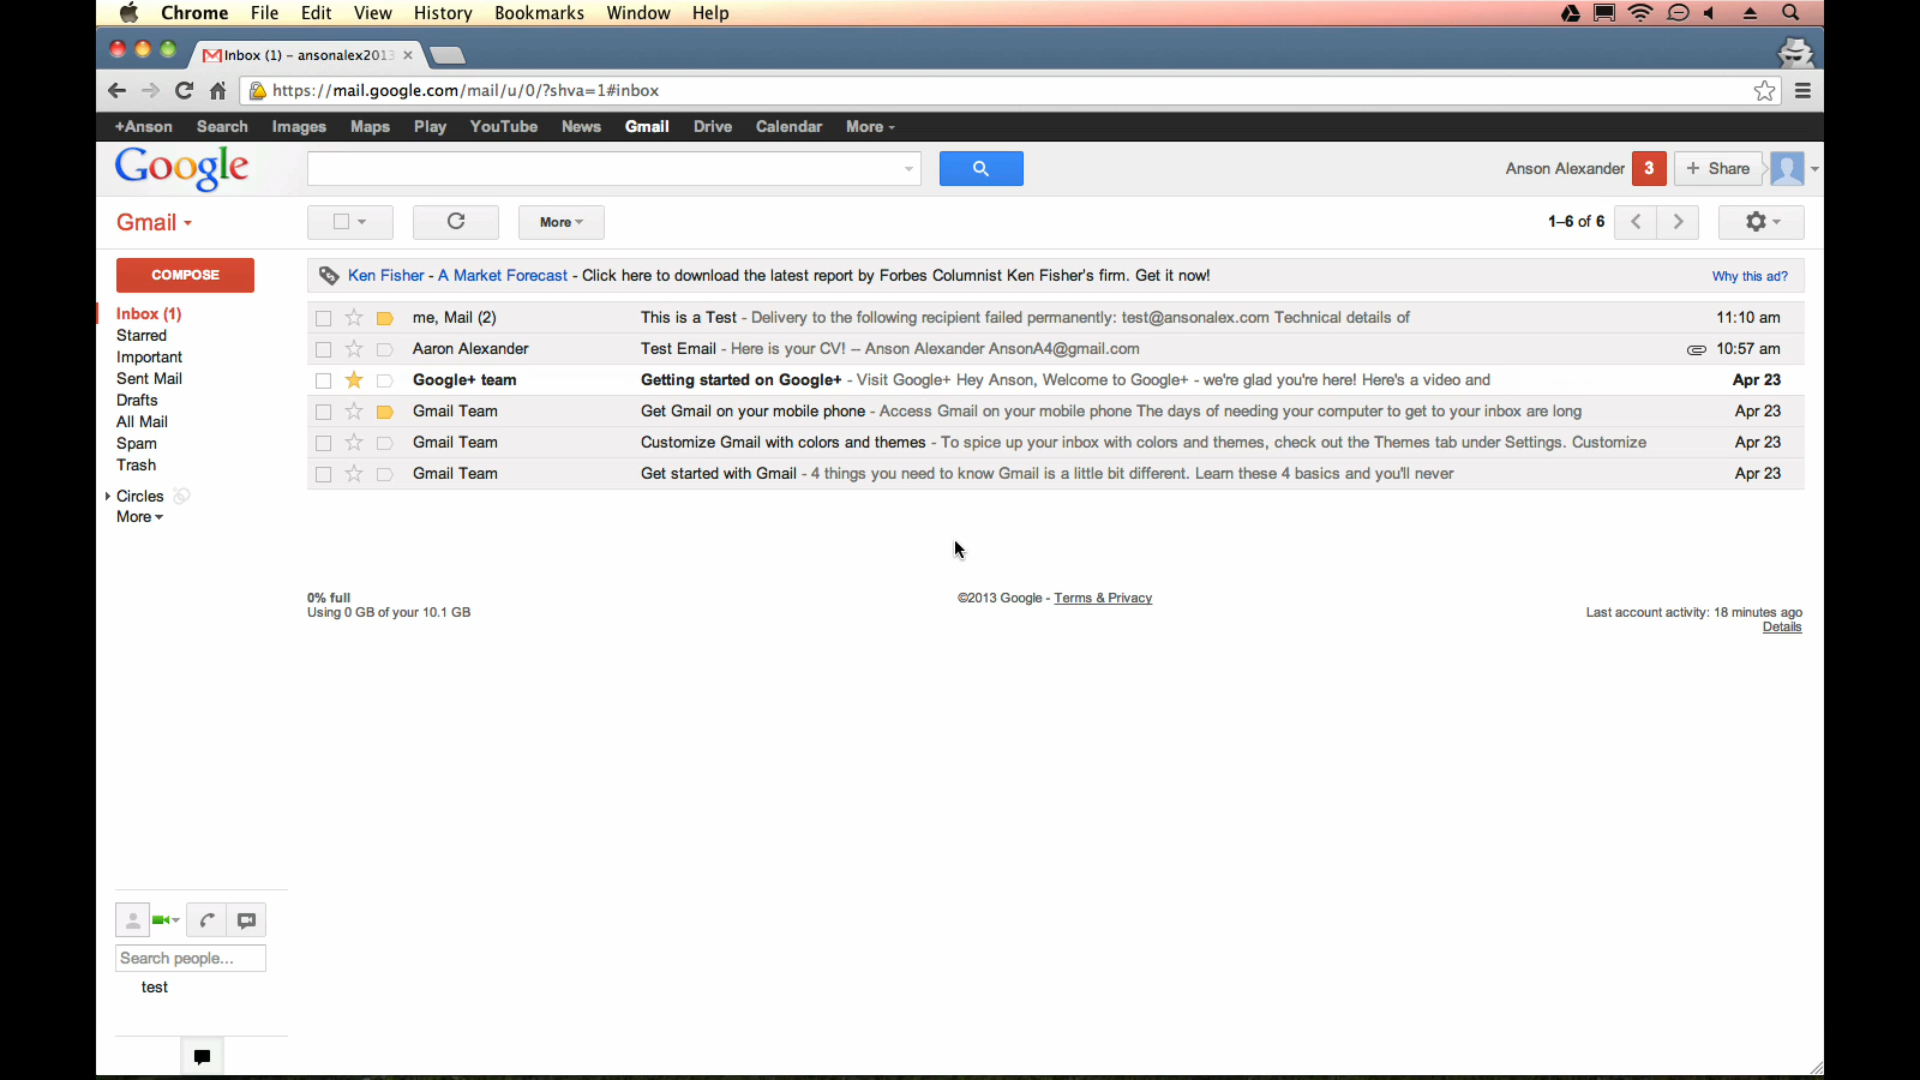 Chrome File Edit View History Bookmarks Window Help
Inbox (1) – ansonalex2013
https://mail.google.com/mail/u/0/?shva=1#inbox
+Anson Search Images Maps Play YouTube News Gmail Drive Calendar More
Google
Anson Alexander 3 + Share
Gmail
More
1–6 of 6
COMPOSE
Ken Fisher - A Market Forecast - Click here to download the latest report by Forbes Columnist Ken Fisher's firm. Get it now! Why this ad?
Inbox (1)
Starred
Important
Sent Mail
Drafts
All Mail
Spam
Trash
Circles
More
me, Mail (2) This is a Test - Delivery to the following recipient failed permanently: test@ansonalex.com Technical details of 11:10 am
Aaron Alexander Test Email - Here is your CV! -- Anson Alexander AnsonA4@gmail.com 10:57 am
Google+ team Getting started on Google+ - Visit Google+ Hey Anson, Welcome to Google+ - we're glad you're here! Here's a video and Apr 23
Gmail Team Get Gmail on your mobile phone - Access Gmail on your mobile phone The days of needing your computer to get to your inbox are long Apr 23
Gmail Team Customize Gmail with colors and themes - To spice up your inbox with colors and themes, check out the Themes tab under Settings. Customize Apr 23
Gmail Team Get started with Gmail - 4 things you need to know Gmail is a little bit different. Learn these 4 basics and you'll never Apr 23
0% full
Using 0 GB of your 10.1 GB
©2013 Google - Terms & Privacy
Last account activity: 18 minutes ago
Details
Search people...
test